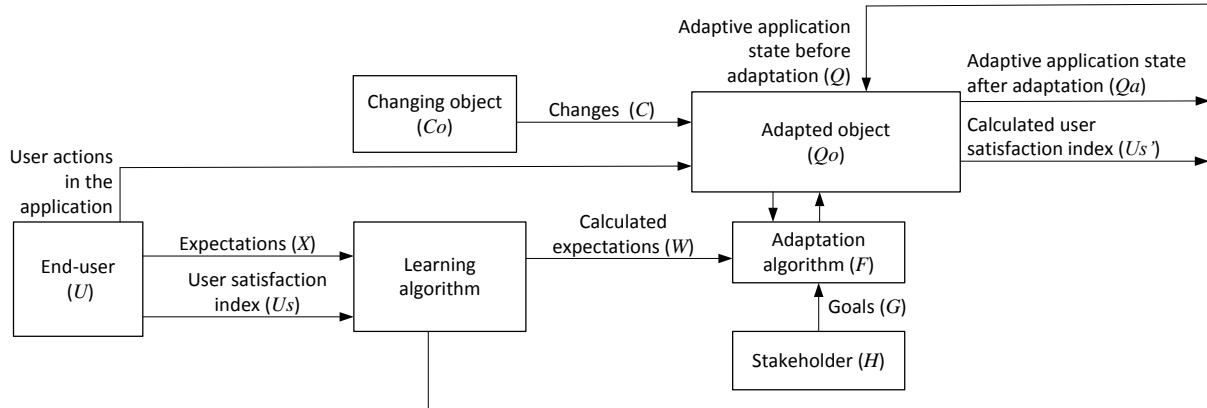 Adaptive application
state before
adaptation (Q)
Adaptive application state
after adaptation (Qa)
Changing object
(Co)
Changes (C)
Adapted object
(Qo)
Calculated user
satisfaction index (Us’)
User actions
in the
application
End-user
(U)
Expectations (X)
User satisfaction
index (Us)
Learning
algorithm
Calculated
expectations (W)
Adaptation
algorithm (F)
Goals (G)
Stakeholder (H)